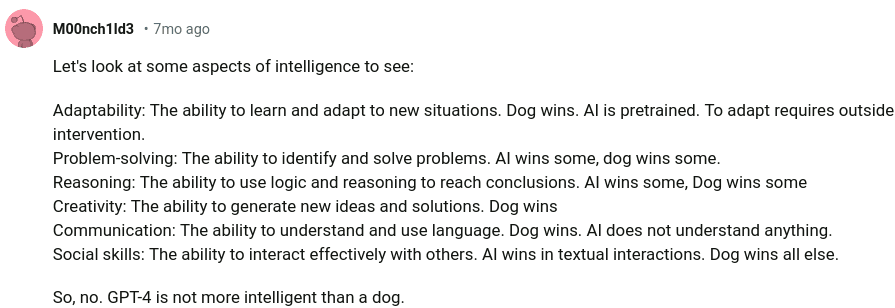 M00nch1ld3 • 7mo ago
Let's look at some aspects of intelligence to see:
Adaptability: The ability to learn and adapt to new situations. Dog wins. AI is pretrained. To adapt requires outside
intervention.
Problem-solving: The ability to identify and solve problems. AI wins some, dog wins some.
Reasoning: The ability to use logic and reasoning to reach conclusions. AI wins some, Dog wins some
Creativity: The ability to generate new ideas and solutions. Dog wins
Communication: The ability to understand and use language. Dog wins. AI does not understand anything.
Social skills: The ability to interact effectively with others. AI wins in textual interactions. Dog wins all else.
So, no. GPT-4 is not more intelligent than a dog.